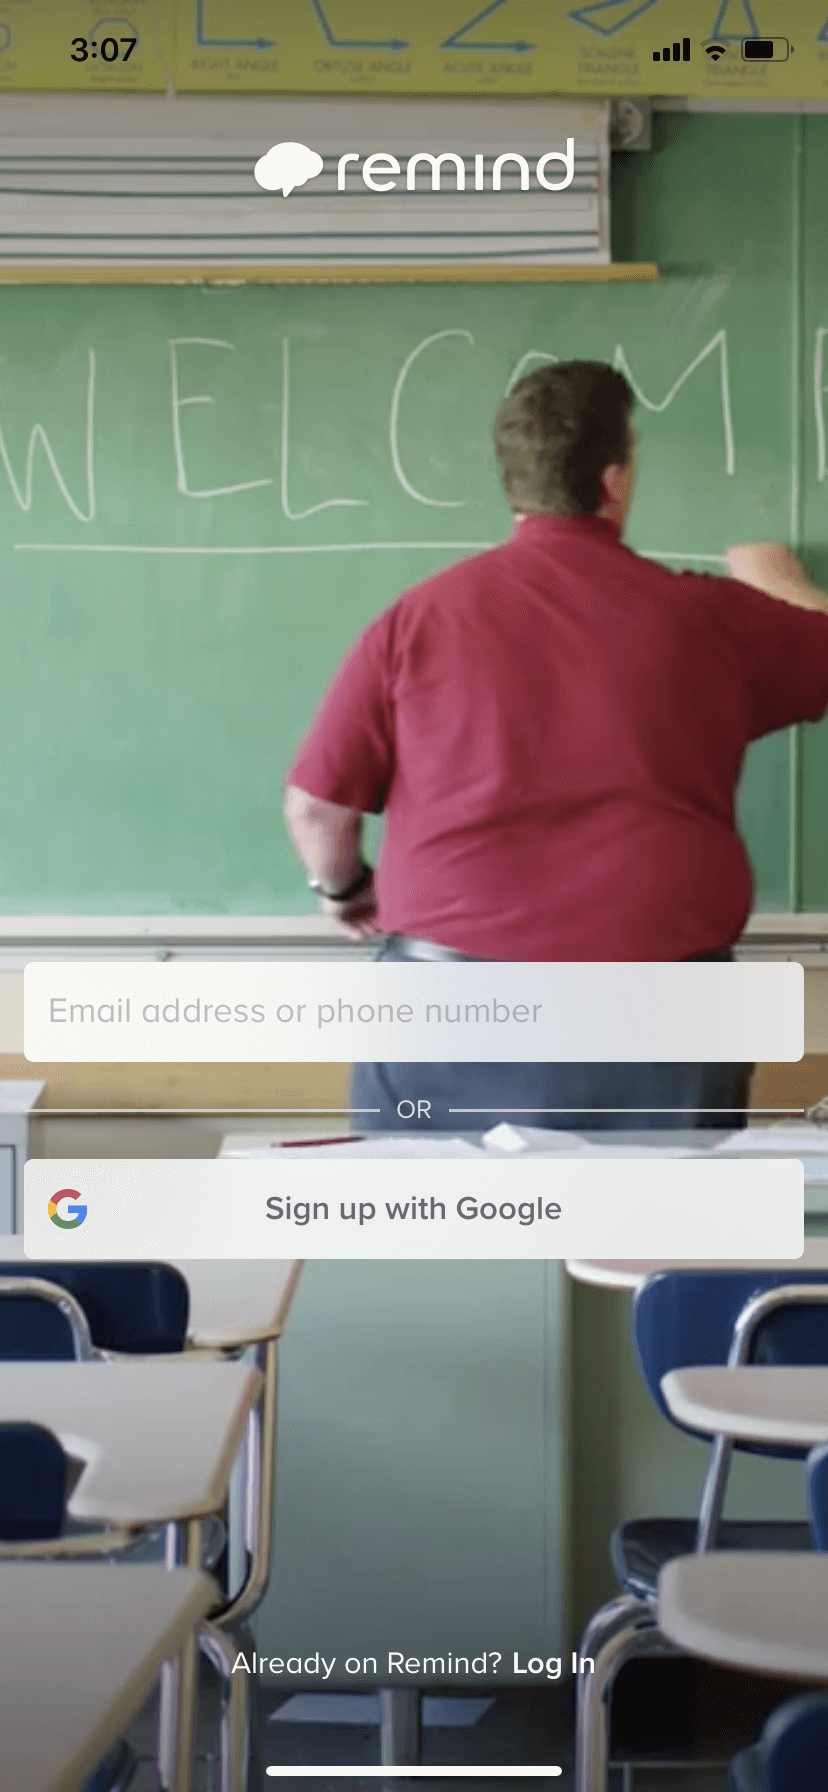 3:07
RIGHT ANGLE
OBTUSE ANGLE
ACUTE ANGLE
SCALENE
TRIANGLE
TRIANGLE
remind
WELCOM
Email address or phone number
OR
Sign up with Google
Already on Remind? Log In